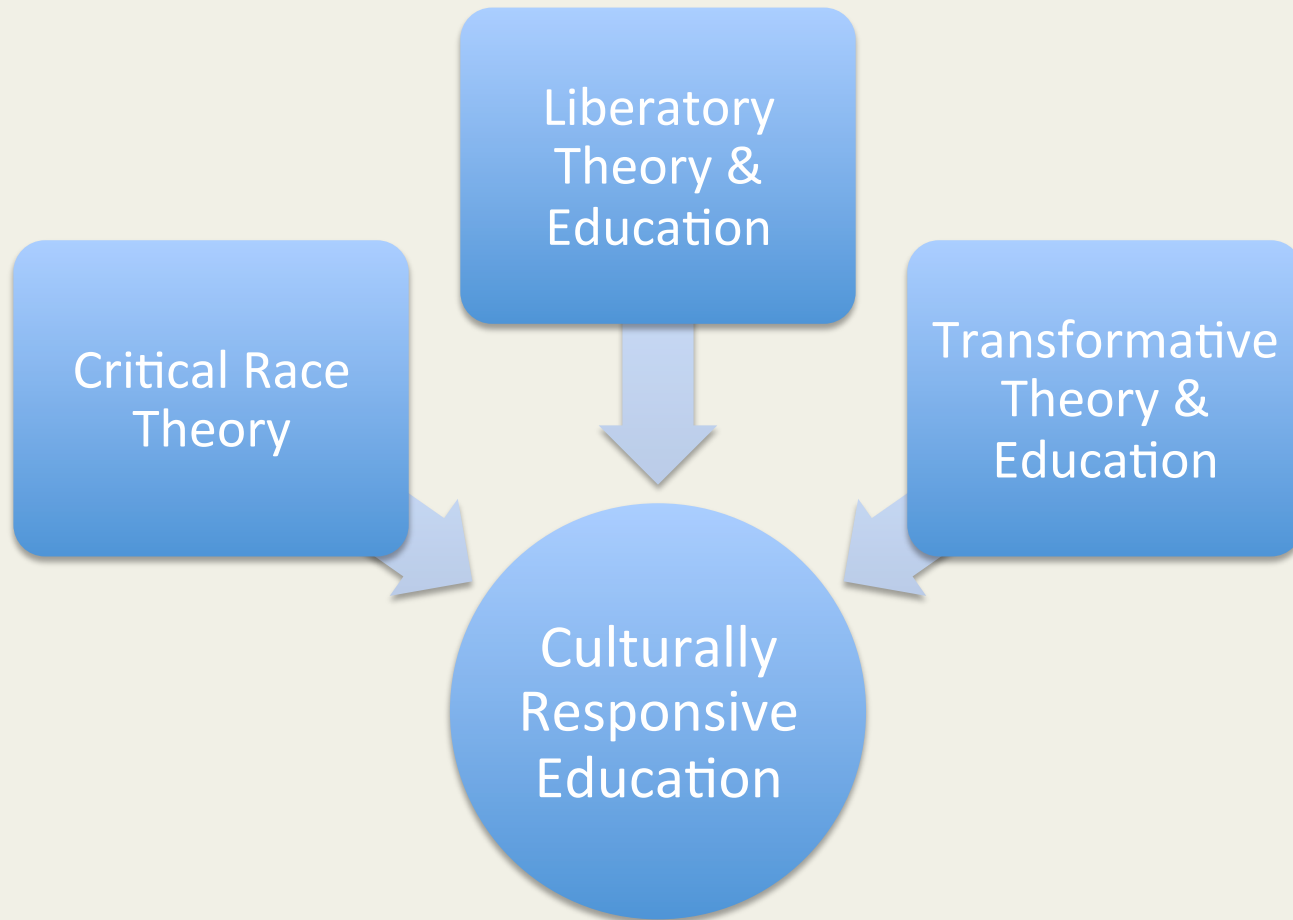 Liberatory
Theory &
Education
Critical Race
Theory
Transformative
Theory &
Education
Culturally
Responsive
Education